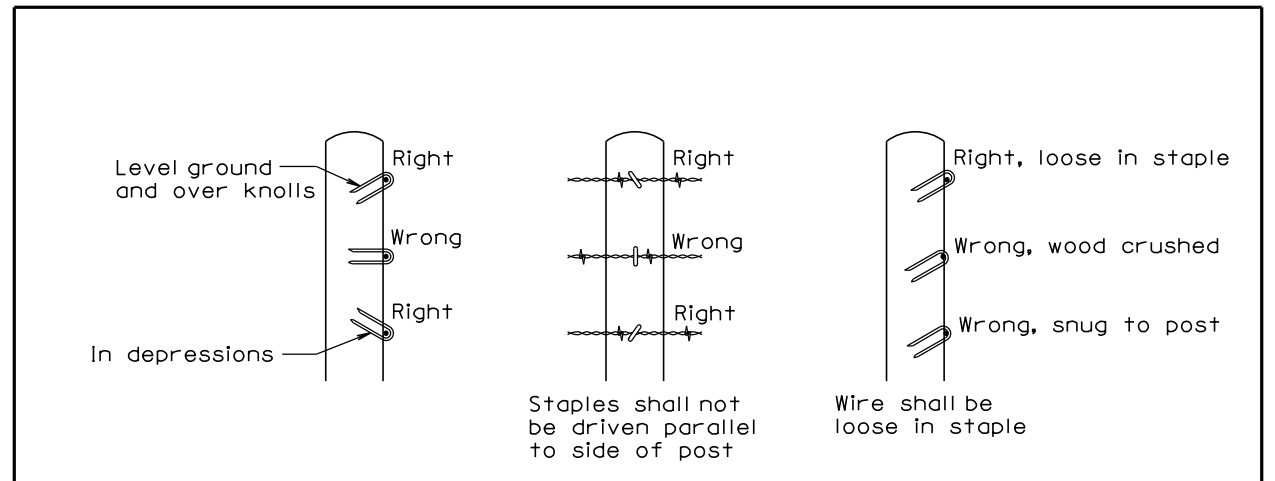 Level ground
and over knolls
Right
Wrong
Right
In depressions
Right
Wrong
Right
Staples shall not
be driven parallel
to side of post
Right, loose in staple
Wrong, wood crushed
Wrong, snug to post
Wire shall be
loose in staple